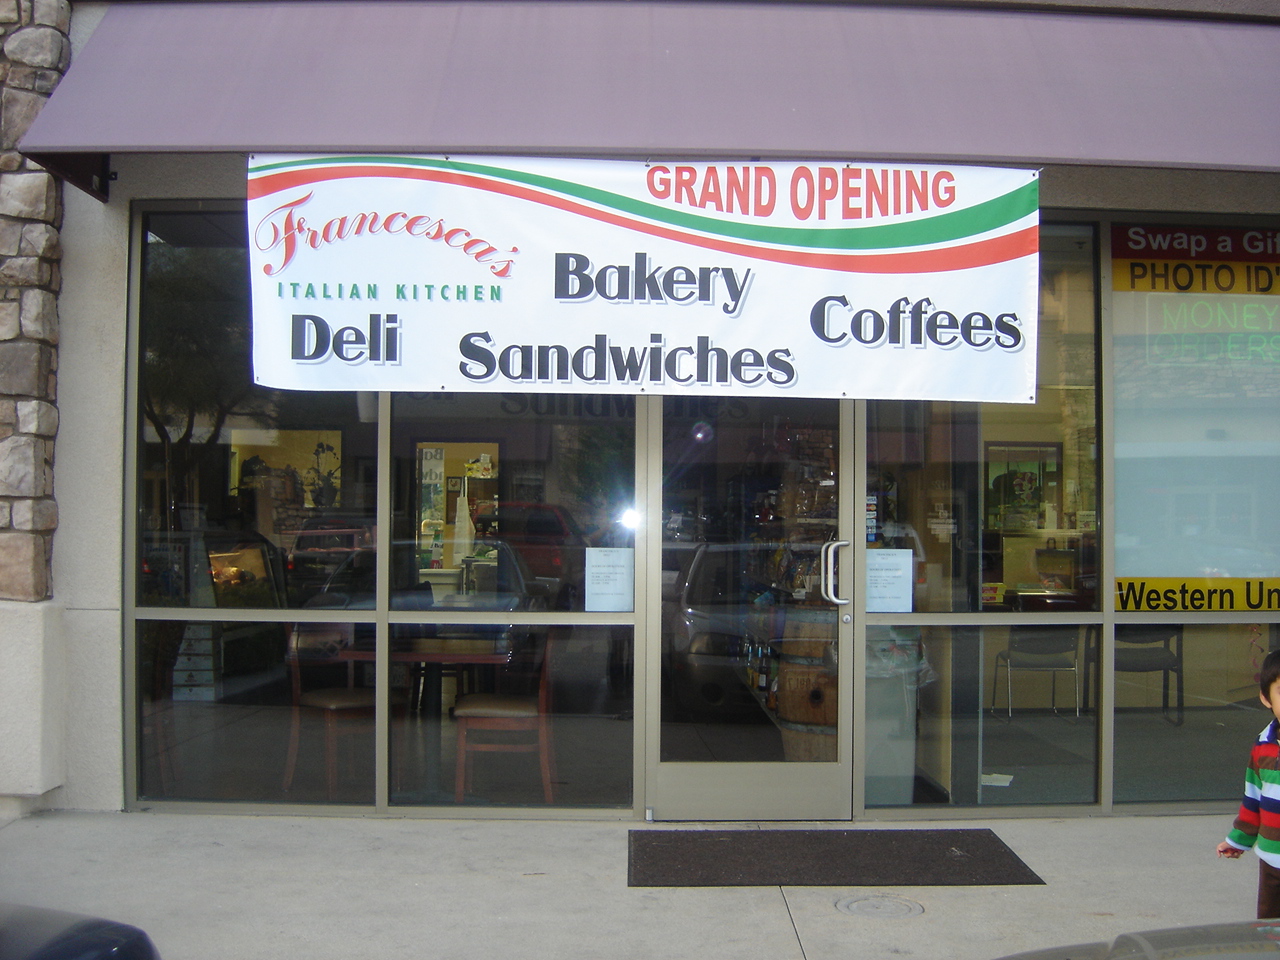 GRAND OPENING
Francesca's
ITALIAN KITCHEN
Bakery
Coffees
Deli
Sandwiches
Swap a Gi
PHOTO ID
MONEY
ORDERS
Western Un